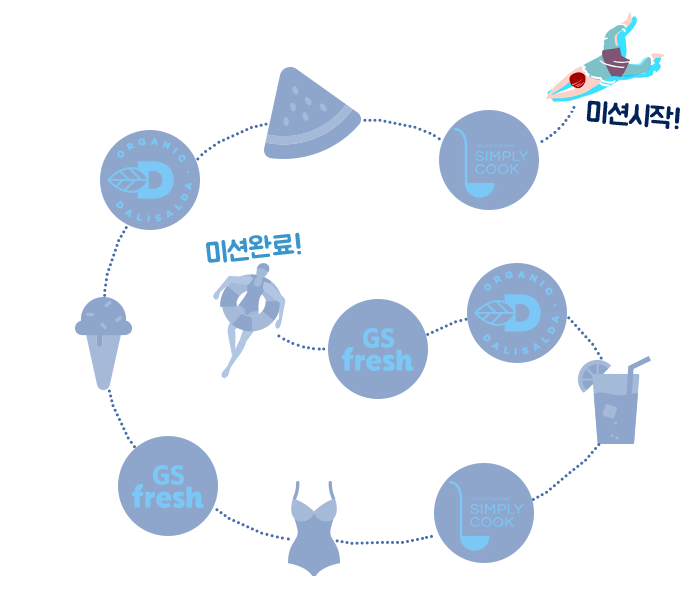 미션시작!
SIMPLY
COOK
ORGANIC
D
DALISALDA
미션완료!
ORGANIC
D
DALISALDA
GS
fresh
GS
fresh
SIMPLY
COOK